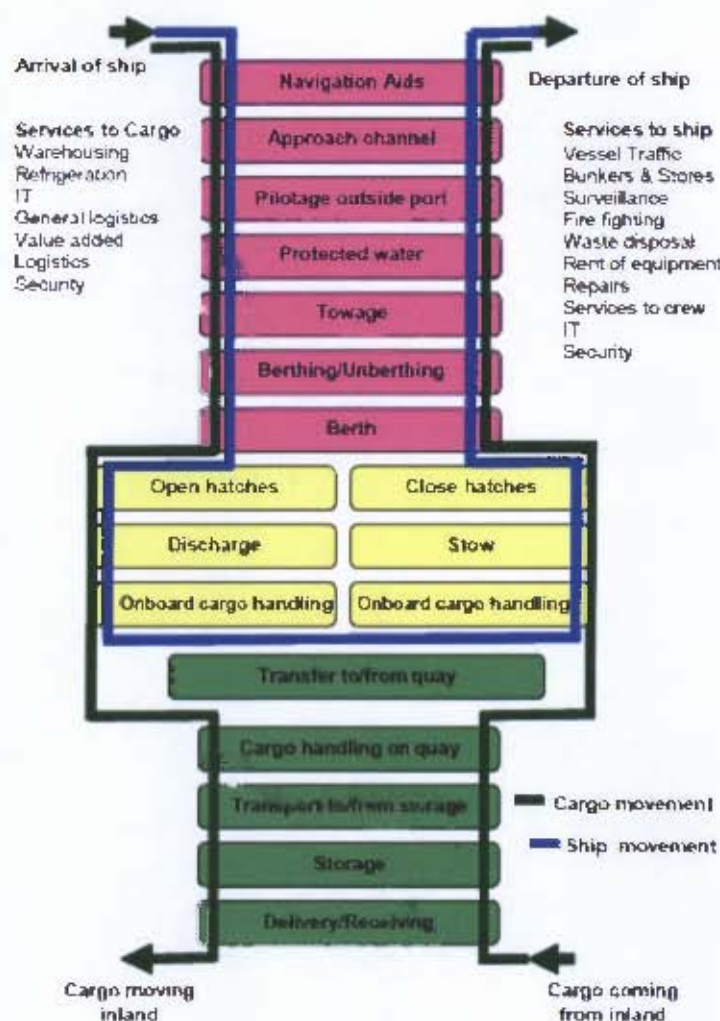 Arrival of ship
Departure of ship
Services to Cargo
Warehousing
Refrigeration
IT
General logistics
Value added
Logistics
Security
Services to ship
Vessel Traffic
Bunkers & Stores
Surveillance
Fire fighting
Waste disposal
Rent of equipment
Repairs
Services to crew
IT
Security
Navigation Aids
Approach channel
Pilotage outside port
Protected water
Towage
Berthing/Unberthing
Berth
Open hatches
Close hatches
Discharge
Stow
Onboard cargo handling
Onboard cargo handling
Transfer to/from quay
Cargo handling on quay
Transport to/from storage
Storage
Delivery/Receiving
Cargo movement
Ship movement
Cargo moving
inland
Cargo coming
from inland